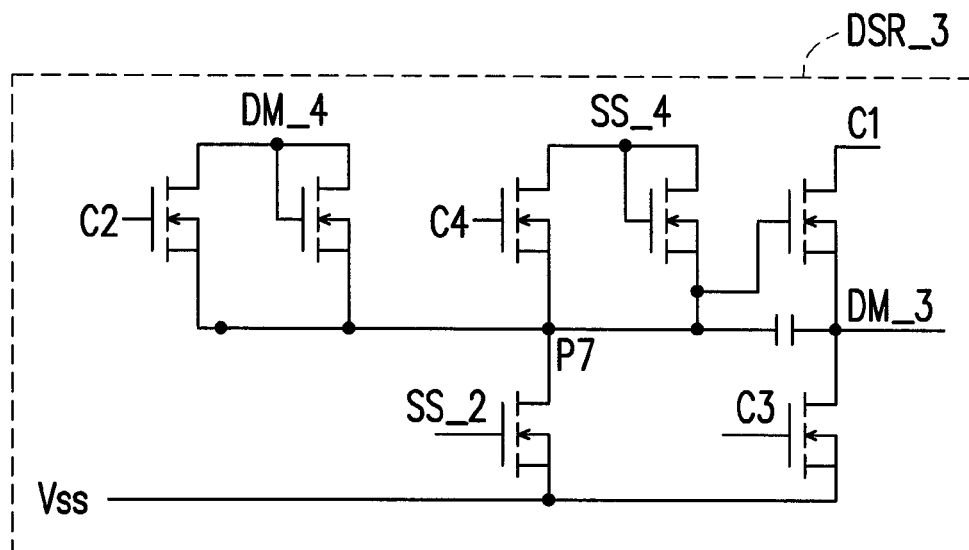 DSR_3
DM_4
SS_4
C1
C2
C4
DM_3
P7
SS_2
C3
Vss